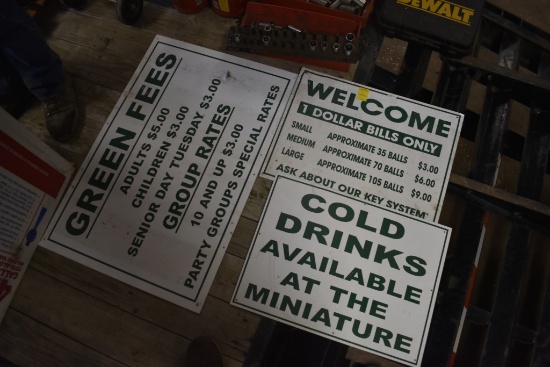 GREEN FEES
ADULTS $5.00
CHILDREN $3.00
SENIOR DAY TUESDAY $3.00
GROUP RATES
10 AND UP $3.00
PARTY GROUPS SPECIAL RATES
WELCOME
1 DOLLAR BILLS ONLY
SMALL APPROXIMATE 35 BALLS $3.00
MEDIUM APPROXIMATE 70 BALLS $6.00
LARGE APPROXIMATE 105 BALLS $9.00
ASK ABOUT OUR KEY SYSTEM
COLD
DRINKS
AVAILABLE
AT THE
MINIATURE
DEWALT